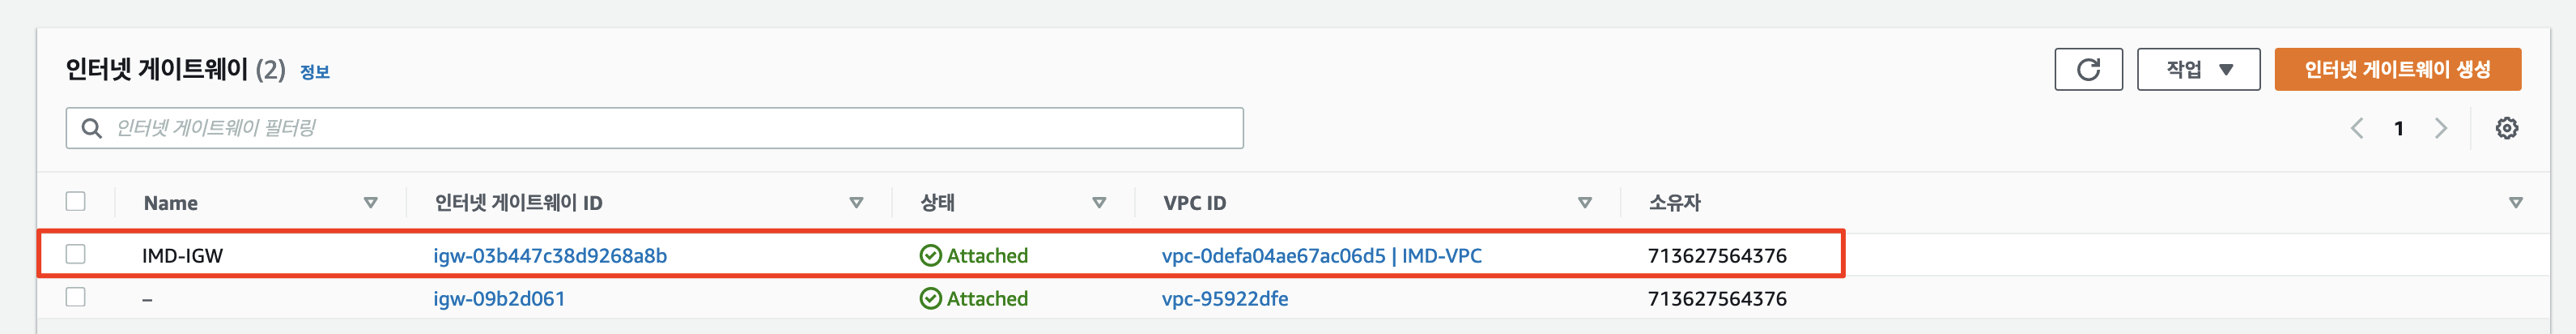 인터넷 게이트웨이 (2) 정보
작업
인터넷 게이트웨이 생성
인터넷 게이트웨이 필터링
1
Name 인터넷 게이트웨이 ID 상태 VPC ID 소유자
IMD-IGW igw-03b447c38d9268a8b Attached vpc-0defa04ae67ac06d5 | IMD-VPC 713627564376
– igw-09b2d061 Attached vpc-95922dfe 713627564376